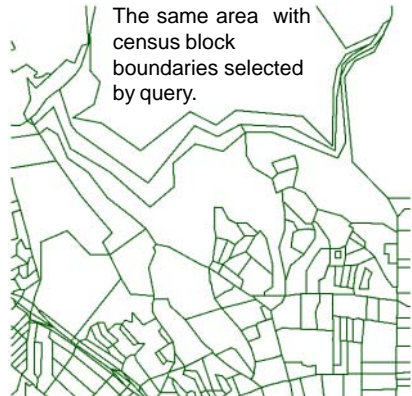 The same area with
census block
boundaries selected
by query.